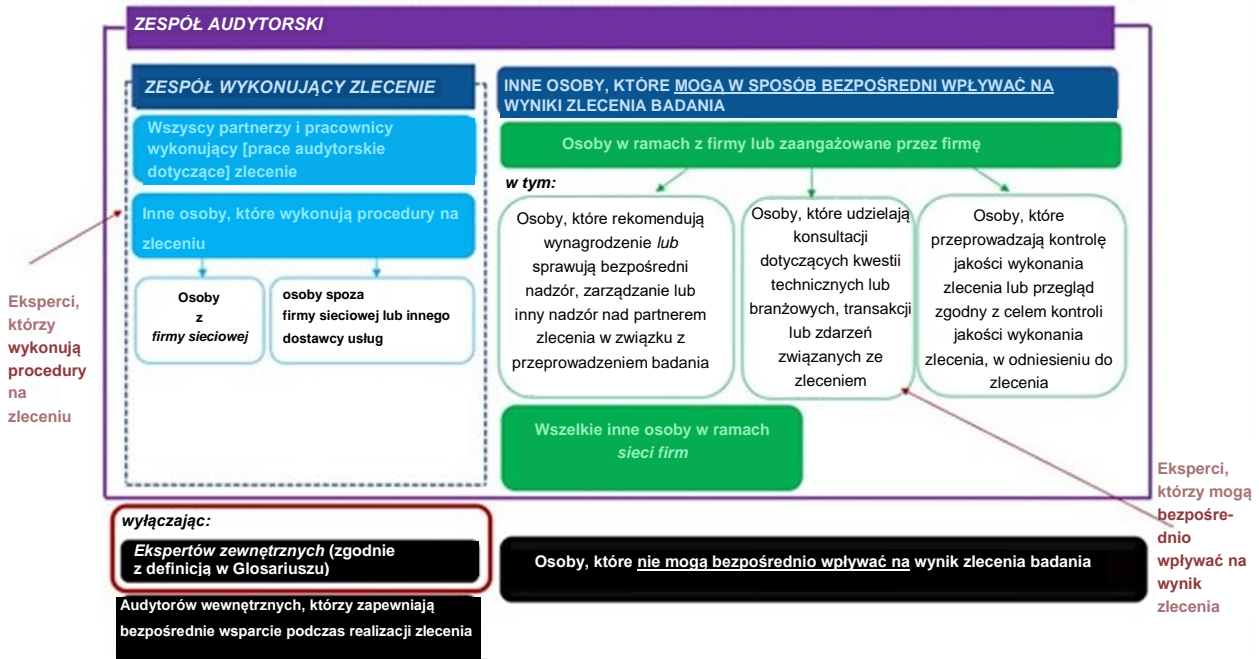 ZESPÓŁ AUDYTORSKI
ZESPÓŁ WYKONUJĄCY ZLECENIE
Wszyscy partnerzy i pracownicy
wykonujący [prace audytorskie
dotyczące] zlecenie
Inne osoby, które wykonują procedury na
zleceniu
Osoby
z
firmy sieciowej
osoby spoza
firmy sieciowej lub innego
dostawcy usług
INNE OSOBY, KTÓRE MOGĄ W SPOSÓB BEZPOŚREDNI WPŁYWAĆ NA
WYNIKI ZLECENIA BADANIA
Osoby w ramach z firmy lub zaangażowane przez firmę
w tym:
Osoby, które rekomendują
wynagrodzenie lub
sprawują bezpośredni
nadzór, zarządzanie lub
inny nadzór nad partnerem
zlecenia w związku z
przeprowadzeniem badania
Osoby, które udzielają
konsultacji
dotyczących kwestii
technicznych lub
branżowych, transakcji
lub zdarzeń
związanych ze
zleceniem
Osoby, które
przeprowadzają kontrolę
jakości wykonania
zlecenia lub przegląd
zgodny z celem kontroli
jakości wykonania
zlecenia, w odniesieniu do
zlecenia
Wszelkie inne osoby w ramach
sieci firm
Eksperci,
którzy
wykonują
procedury
na
zleceniu
Eksperci,
którzy mogą
bezpośre-
dnio
wpływać na
wynik
zlecenia
wyłączając:
Ekspertów zewnętrznych (zgodnie
z definicją w Glosariuszu)
Audytorów wewnętrznych, którzy zapewniają
bezpośrednie wsparcie podczas realizacji zlecenia
Osoby, które nie mogą bezpośrednio wpływać na wynik zlecenia badania